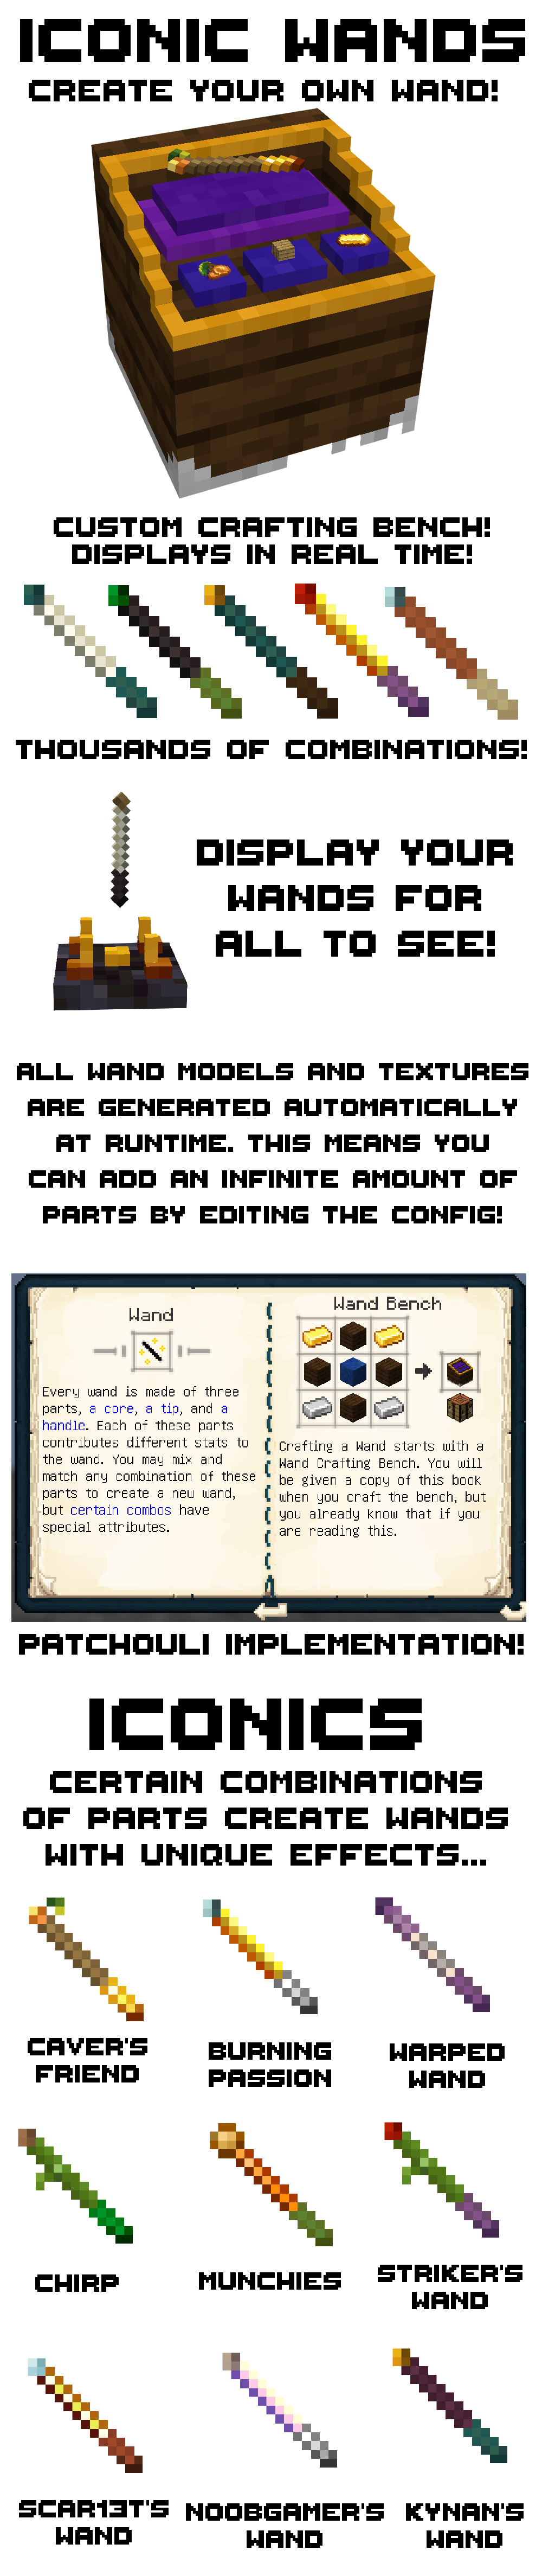 ICONIC WANDS
CREATE YOUR OWN WAND!
CUSTOM CRAFTING BENCH!
DISPLAYS IN REAL TIME!
THOUSANDS OF COMBINATIONS!
DISPLAY YOUR
WANDS FOR
ALL TO SEE!
ALL WAND MODELS AND TEXTURES
ARE GENERATED AUTOMATICALLY
AT RUNTIME. THIS MEANS YOU
CAN ADD AN INFINITE AMOUNT OF
PARTS BY EDITING THE CONFIG!
Wand
Every wand is made of three
parts, a core, a tip, and a
handle. Each of these parts
contributes different stats to
the wand. You may mix and
match any combination of these
parts to create a new wand,
but certain combos have
special attributes.
Wand Bench
Crafting a Wand starts with a
Wand Crafting Bench. You will
be given a copy of this book
when you craft the bench, but
you already know that if you
are reading this.
PATCHOULI IMPLEMENTATION!
ICONICS
CERTAIN COMBINATIONS
OF PARTS CREATE WANDS
WITH UNIQUE EFFECTS...
CAVER'S
FRIEND
BURNING
PASSION
WARPED
WAND
CHIRP
MUNCHIES
STRIKER'S
WAND
SCAR13T'S
WAND
NOOBGAMER'S
WAND
KYNAN'S
WAND